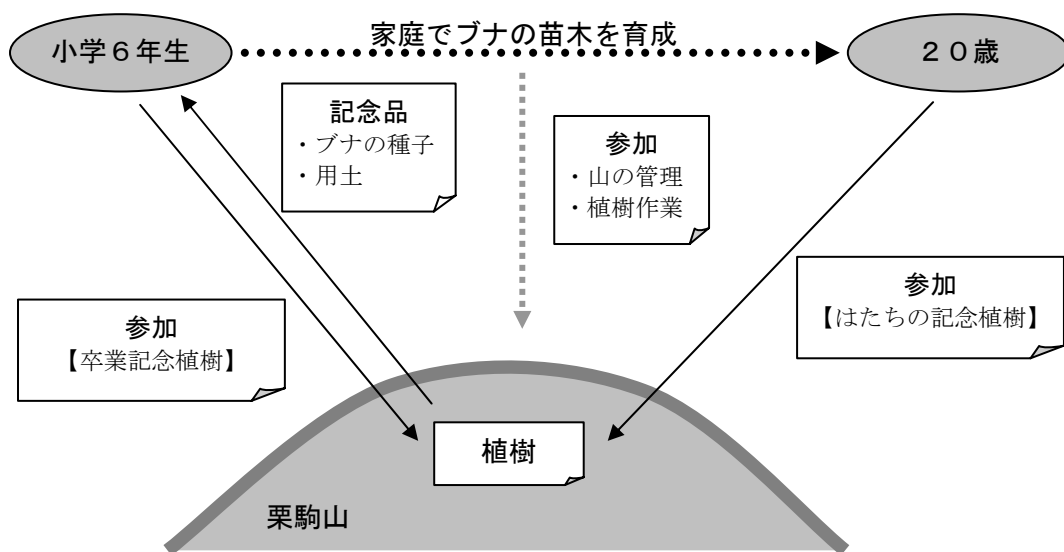 家庭でブナの苗木を育成
小学６年生
２０歳
記念品
・ブナの種子
・用土
参加
・山の管理
・植樹作業
参加
【卒業記念植樹】
参加
【はたちの記念植樹】
植樹
栗駒山